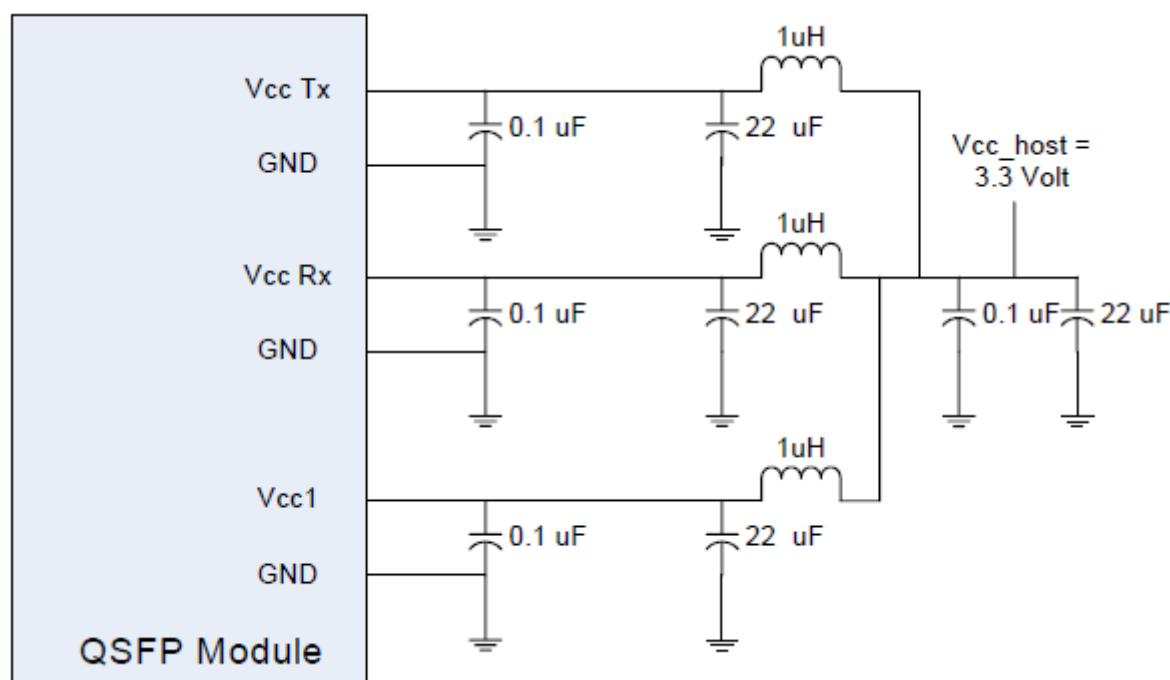 1uH
Vcc Tx
0.1 uF
22 uF
GND
Vcc_host =
3.3 Volt
1uH
Vcc Rx
0.1 uF
22 uF
0.1 uF
22 uF
GND
1uH
Vcc1
0.1 uF
22 uF
GND
QSFP Module